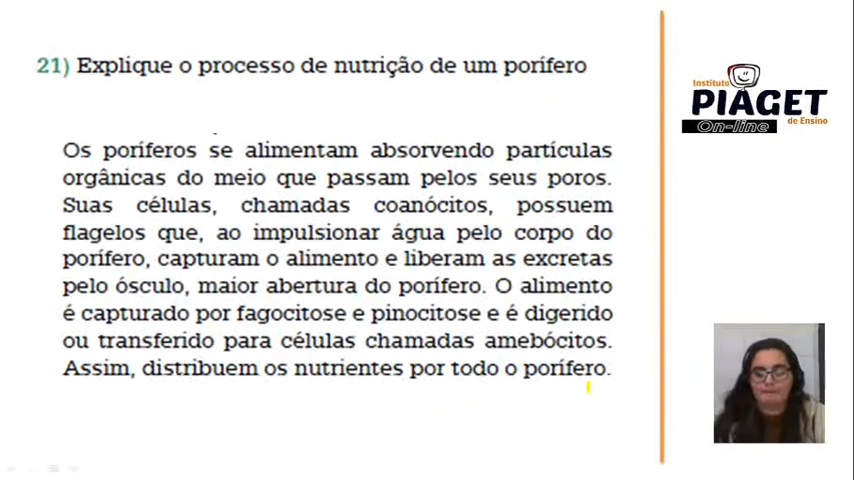 21) Explique o processo de nutrição de um porífero
Os poríferos se alimentam absorvendo partículas
orgânicas do meio que passam pelos seus poros.
Suas células, chamadas coanócitos, possuem
flagelos que, ao impulsionar água pelo corpo do
porífero, capturam o alimento e liberam as excretas
pelo ósculo, maior abertura do porífero. O alimento
é capturado por fagocitose e pinocitose e é digerido
ou transferido para células chamadas amebócitos.
Assim, distribuem os nutrientes por todo o porífero.
Instituto
PIAGET
de Ensino
On-line